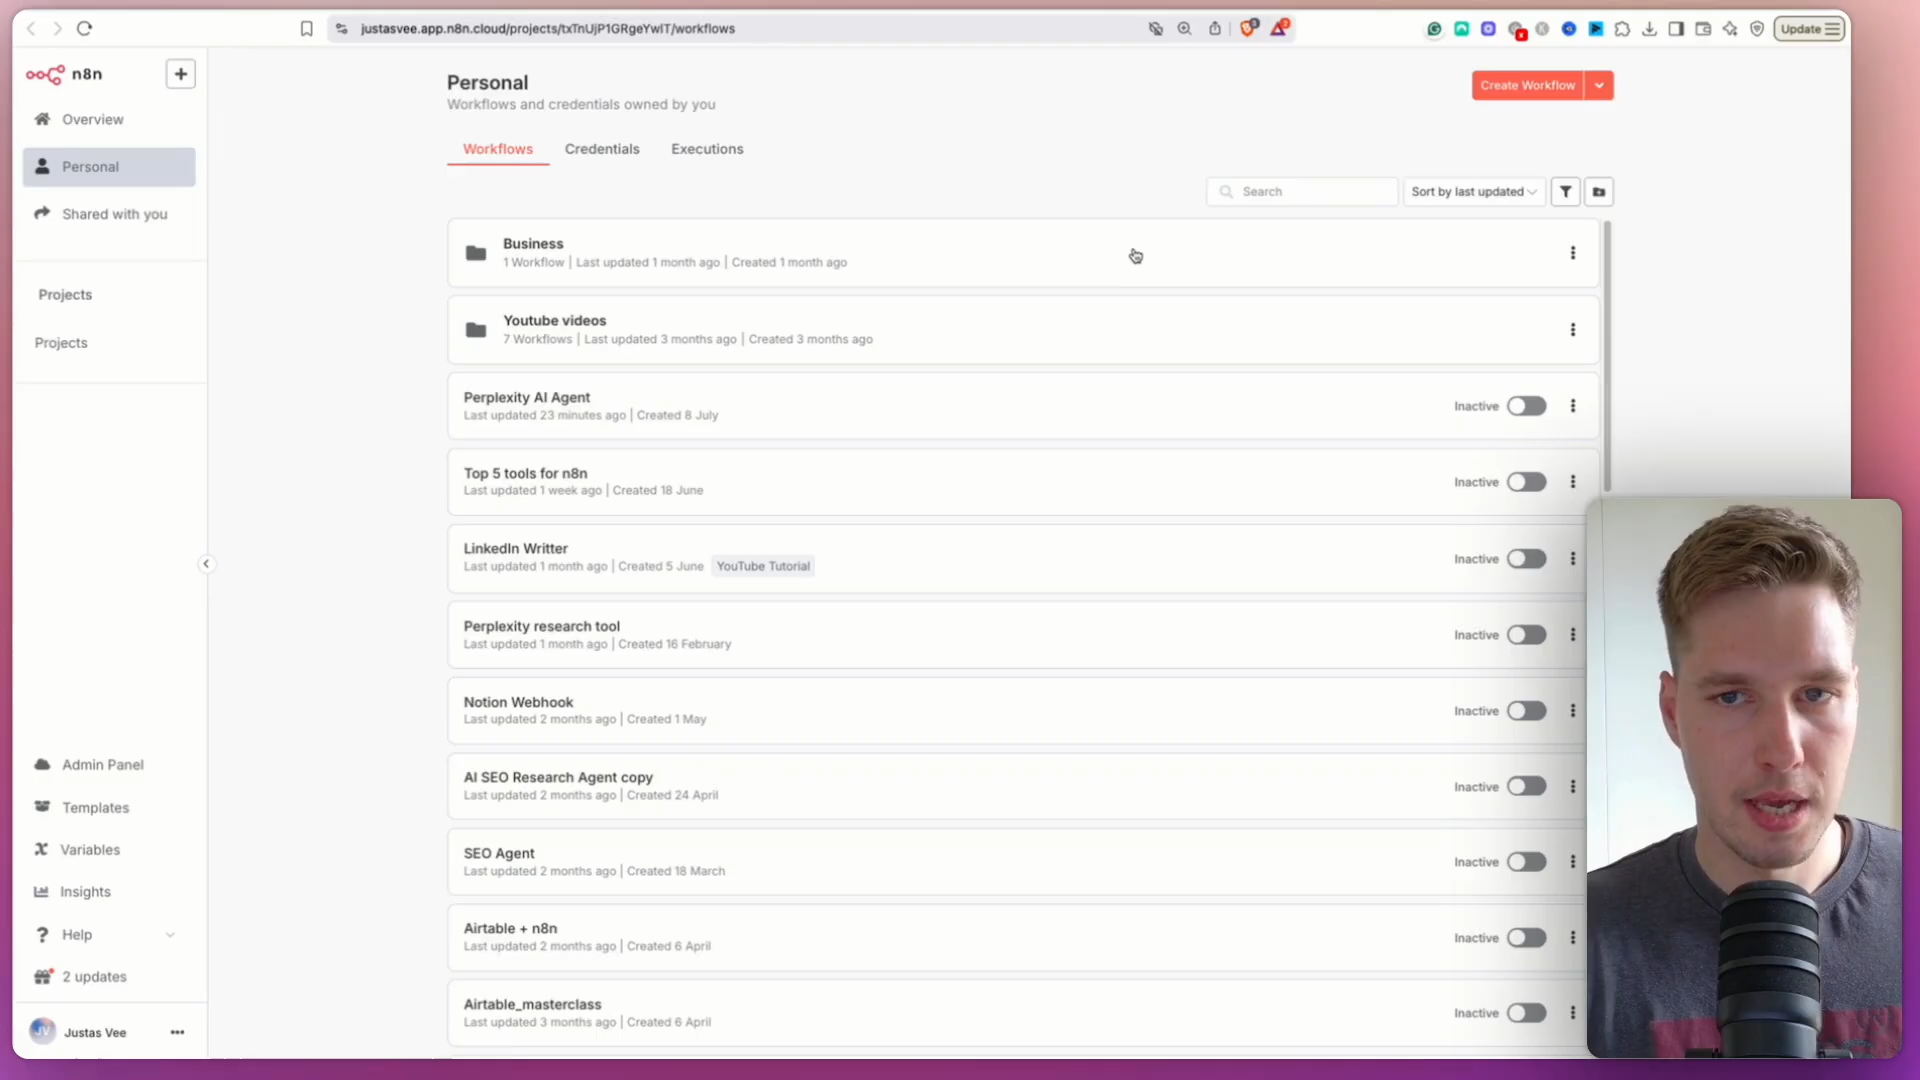 justasvee.app.n8n.cloud/projects/txTnUjP1GRgeYwIT/workflows
Update
n8n
Overview
Personal
Shared with you
Projects
Projects
Admin Panel
Templates
Variables
Insights
Help
2 updates
JV Justas Vee
Personal
Workflows and credentials owned by you
Create Workflow
Workflows Credentials Executions
Search Sort by last updated
Business
1 Workflow | Last updated 1 month ago | Created 1 month ago
Youtube videos
7 Workflows | Last updated 3 months ago | Created 3 months ago
Perplexity AI Agent
Last updated 23 minutes ago | Created 8 July
Inactive
Top 5 tools for n8n
Last updated 1 week ago | Created 18 June
Inactive
LinkedIn Writter
Last updated 1 month ago | Created 5 June YouTube Tutorial
Inactive
Perplexity research tool
Last updated 1 month ago | Created 16 February
Inactive
Notion Webhook
Last updated 2 months ago | Created 1 May
Inactive
AI SEO Research Agent copy
Last updated 2 months ago | Created 24 April
Inactive
SEO Agent
Last updated 2 months ago | Created 18 March
Inactive
Airtable + n8n
Last updated 2 months ago | Created 6 April
Inactive
Airtable_masterclass
Last updated 3 months ago | Created 6 April
Inactive